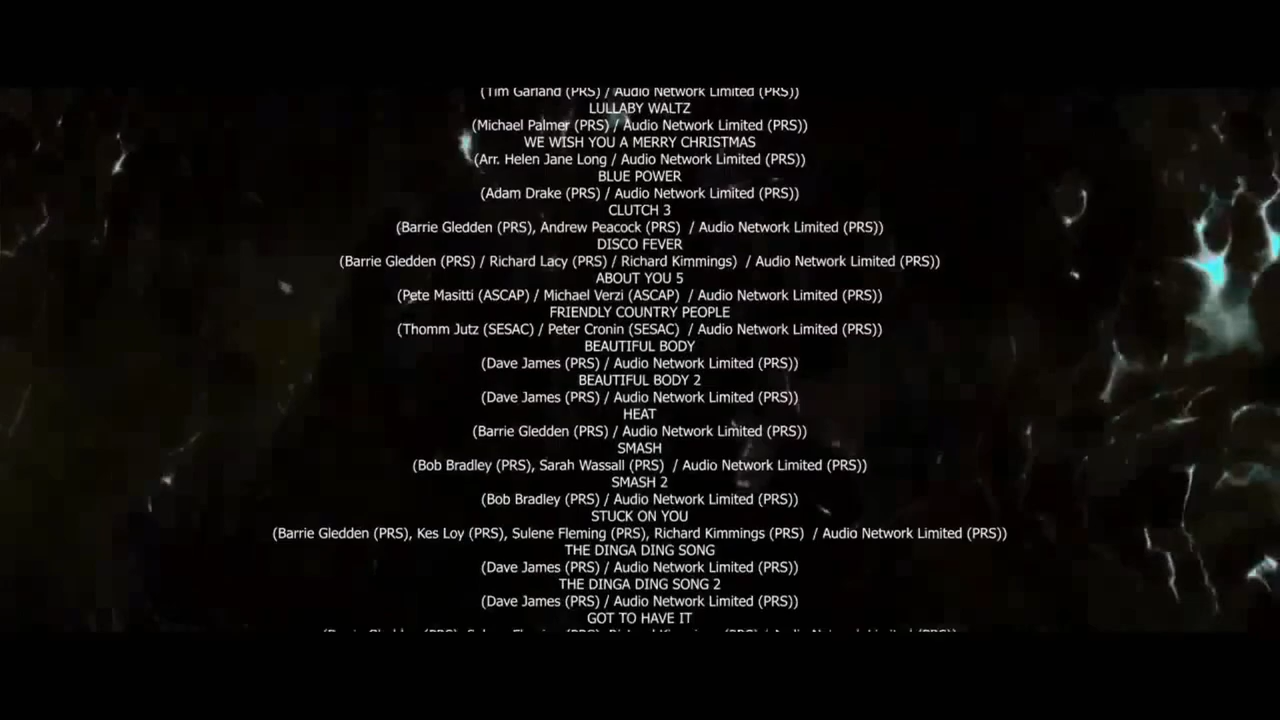 (Tim Garland (PRS) / Audio Network Limited (PRS))
LULLABY WALTZ
(Michael Palmer (PRS) / Audio Network Limited (PRS))
WE WISH YOU A MERRY CHRISTMAS
(Arr. Helen Jane Long / Audio Network Limited (PRS))
BLUE POWER
(Adam Drake (PRS) / Audio Network Limited (PRS))
CLUTCH 3
(Barrie Gledden (PRS), Andrew Peacock (PRS)  / Audio Network Limited (PRS))
DISCO FEVER
(Barrie Gledden (PRS) / Richard Lacy (PRS) / Richard Kimmings)  / Audio Network Limited (PRS))
ABOUT YOU 5
(Pete Masitti (ASCAP) / Michael Verzi (ASCAP)  / Audio Network Limited (PRS))
FRIENDLY COUNTRY PEOPLE
(Thomm Jutz (SESAC) / Peter Cronin (SESAC)  / Audio Network Limited (PRS))
BEAUTIFUL BODY
(Dave James (PRS) / Audio Network Limited (PRS))
BEAUTIFUL BODY 2
(Dave James (PRS) / Audio Network Limited (PRS))
HEAT
(Barrie Gledden (PRS) / Audio Network Limited (PRS))
SMASH
(Bob Bradley (PRS), Sarah Wassall (PRS)  / Audio Network Limited (PRS))
SMASH 2
(Bob Bradley (PRS) / Audio Network Limited (PRS))
STUCK ON YOU
(Barrie Gledden (PRS), Kes Loy (PRS), Sulene Fleming (PRS), Richard Kimmings (PRS)  / Audio Network Limited (PRS))
THE DINGA DING SONG
(Dave James (PRS) / Audio Network Limited (PRS))
THE DINGA DING SONG 2
(Dave James (PRS) / Audio Network Limited (PRS))
GOT TO HAVE IT